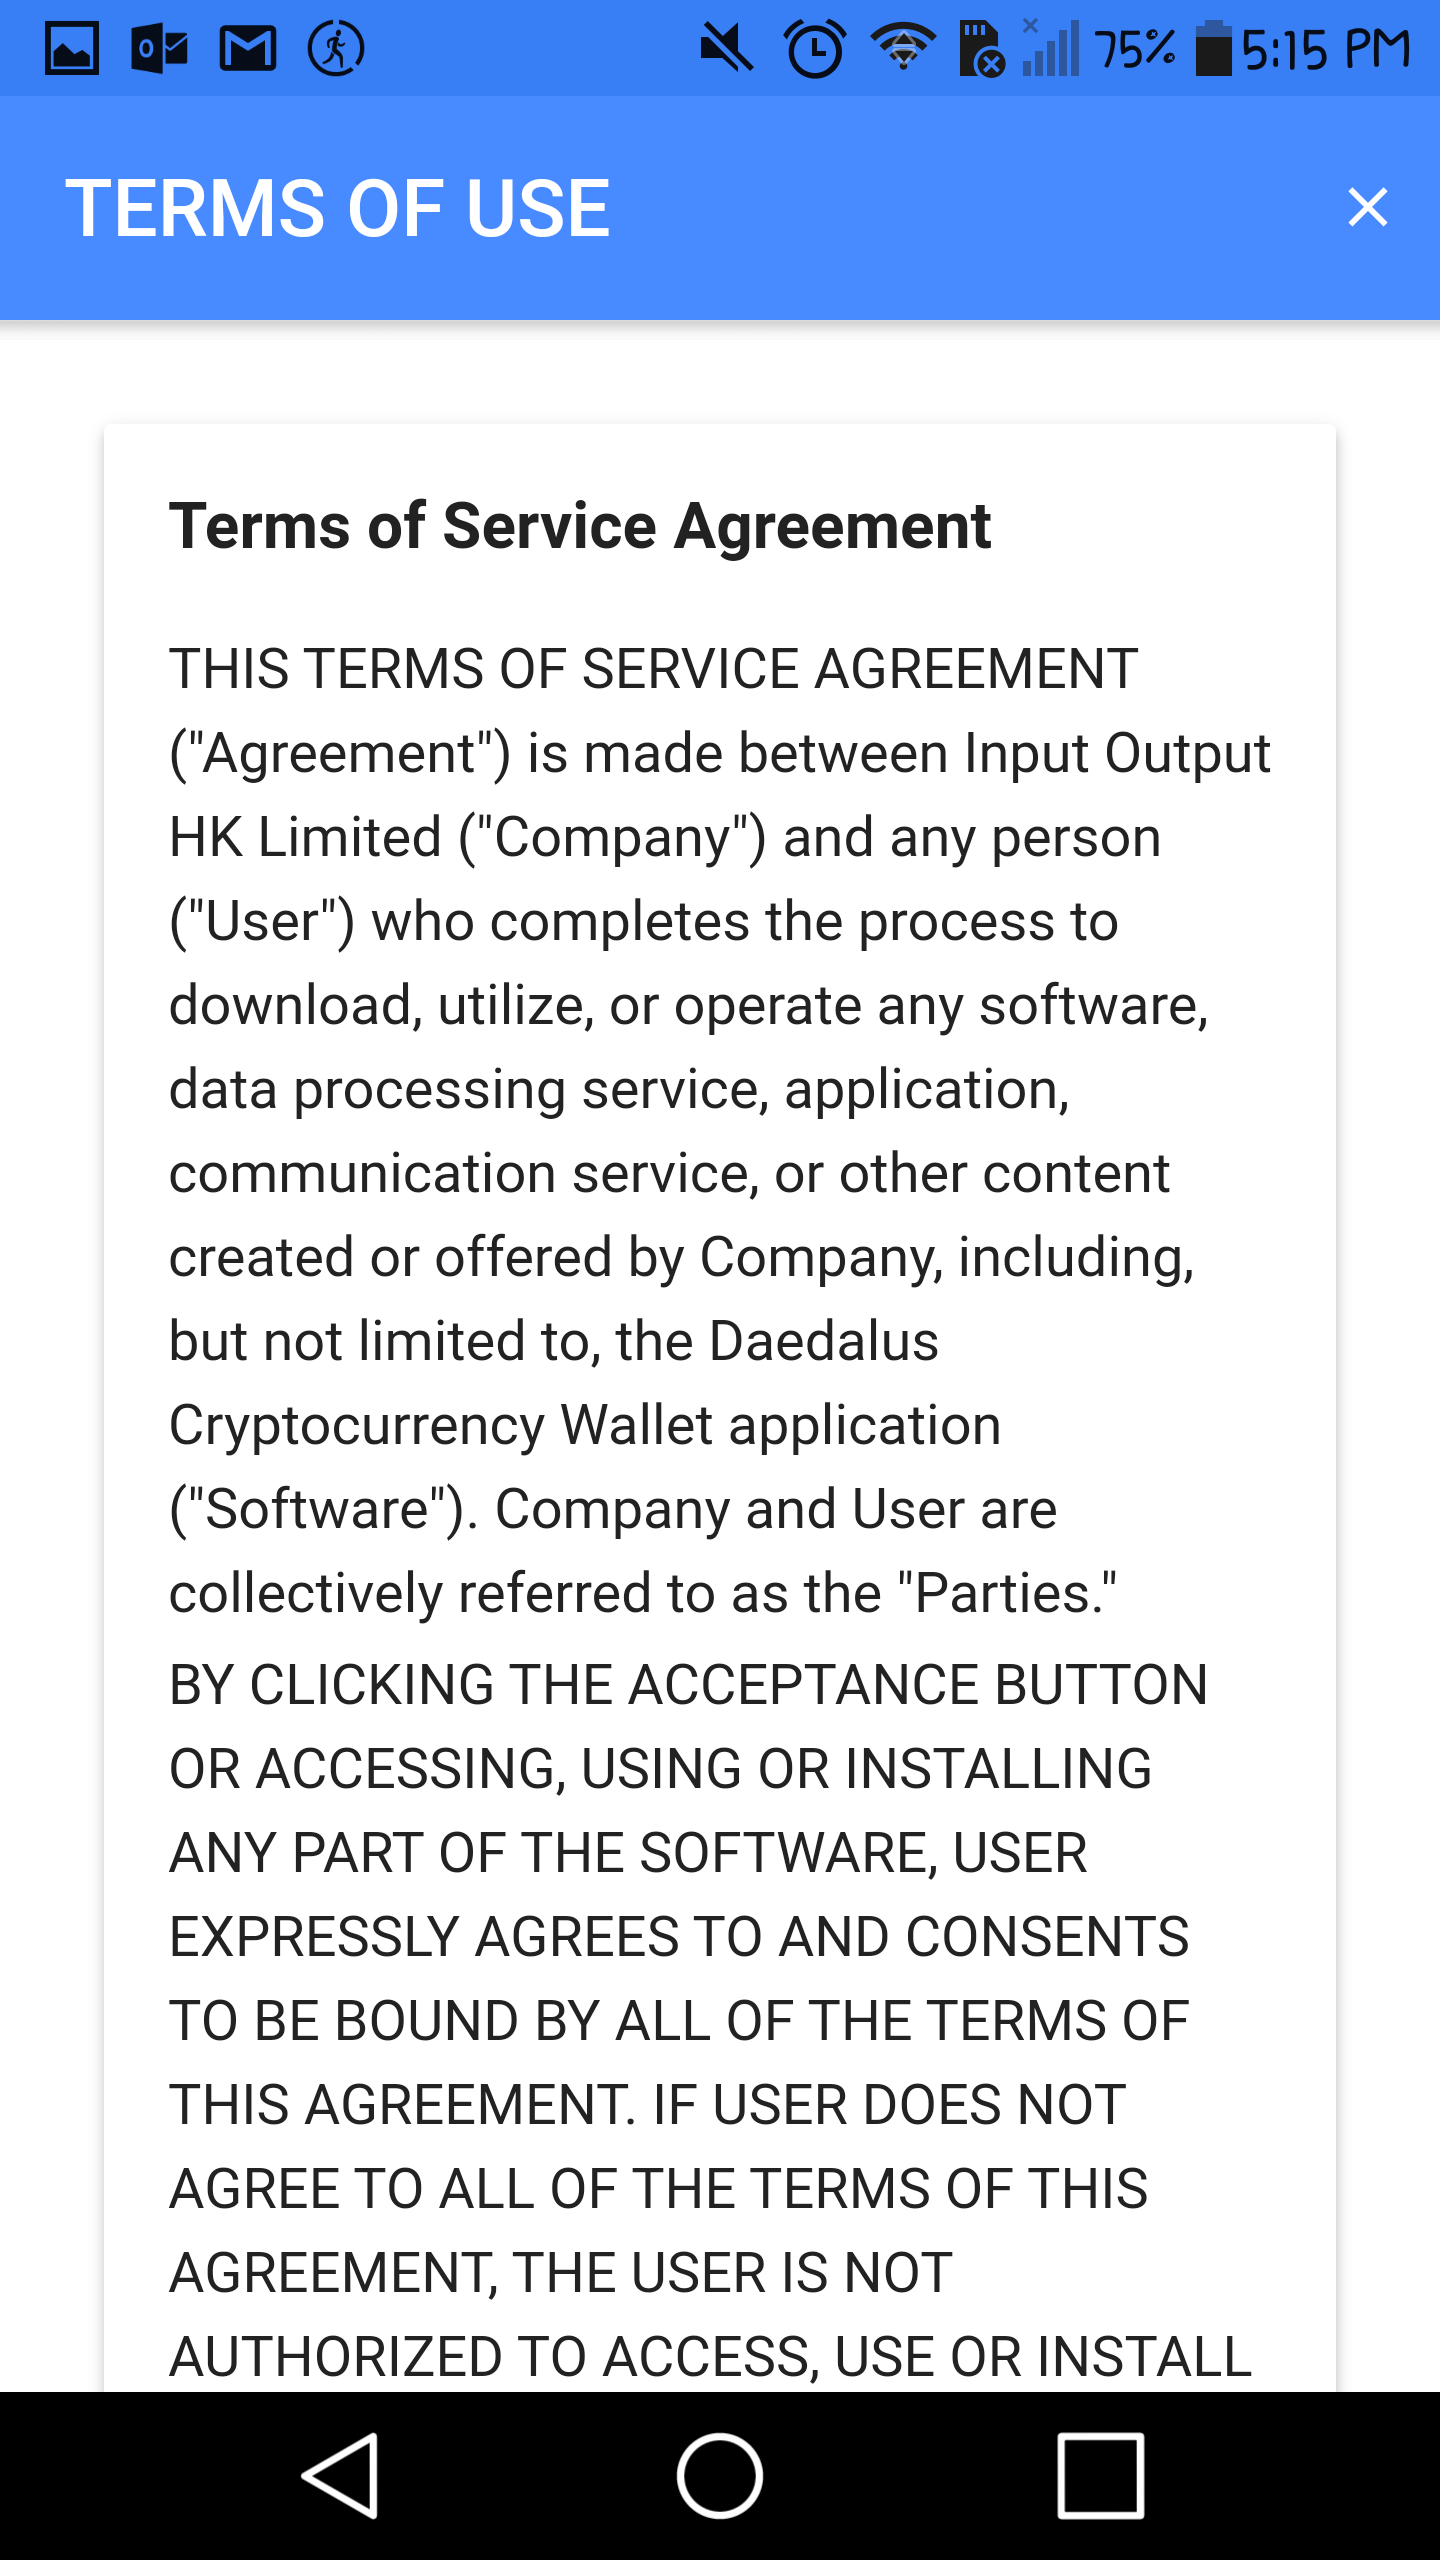 75% 5:15 PM
TERMS OF USE
Terms of Service Agreement
THIS TERMS OF SERVICE AGREEMENT
("Agreement") is made between Input Output
HK Limited ("Company") and any person
("User") who completes the process to
download, utilize, or operate any software,
data processing service, application,
communication service, or other content
created or offered by Company, including,
but not limited to, the Daedalus
Cryptocurrency Wallet application
("Software"). Company and User are
collectively referred to as the "Parties."
BY CLICKING THE ACCEPTANCE BUTTON
OR ACCESSING, USING OR INSTALLING
ANY PART OF THE SOFTWARE, USER
EXPRESSLY AGREES TO AND CONSENTS
TO BE BOUND BY ALL OF THE TERMS OF
THIS AGREEMENT. IF USER DOES NOT
AGREE TO ALL OF THE TERMS OF THIS
AGREEMENT, THE USER IS NOT
AUTHORIZED TO ACCESS, USE OR INSTALL